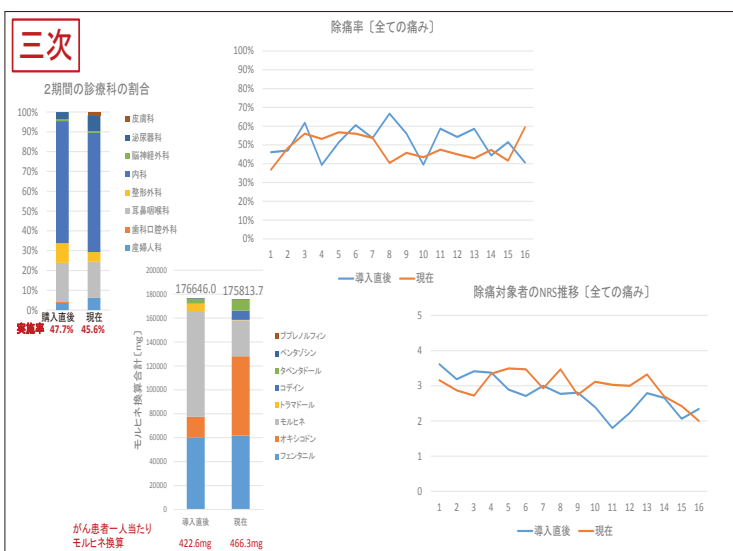 三次
2期間の診療科の割合
100%
90%
80%
70%
60%
50%
40%
30%
20%
10%
0%
購入直後 現在
実施率 47.7% 45.6%
皮膚科
泌尿器科
脳神経外科
内科
整形外科
耳鼻咽喉科
歯科口腔外科
産婦人科
除痛率〔全ての痛み〕
100%
90%
80%
70%
60%
50%
40%
30%
20%
10%
0%
1 2 3 4 5 6 7 8 9 10 11 12 13 14 15 16
導入直後 現在
モルヒネ換算合計〔mg〕
200000
180000
160000
140000
120000
100000
80000
60000
40000
20000
0
176646.0 175813.7
導入直後 現在
ブプレノルフィン
ペンタゾシン
タペンタドール
コデイン
トラマドール
モルヒネ
オキシコドン
フェンタニル
がん患者一人当たり
モルヒネ換算 422.6mg 466.3mg
除痛対象者のNRS推移〔全ての痛み〕
5
4
3
2
1
0
1 2 3 4 5 6 7 8 9 10 11 12 13 14 15 16
導入直後 現在